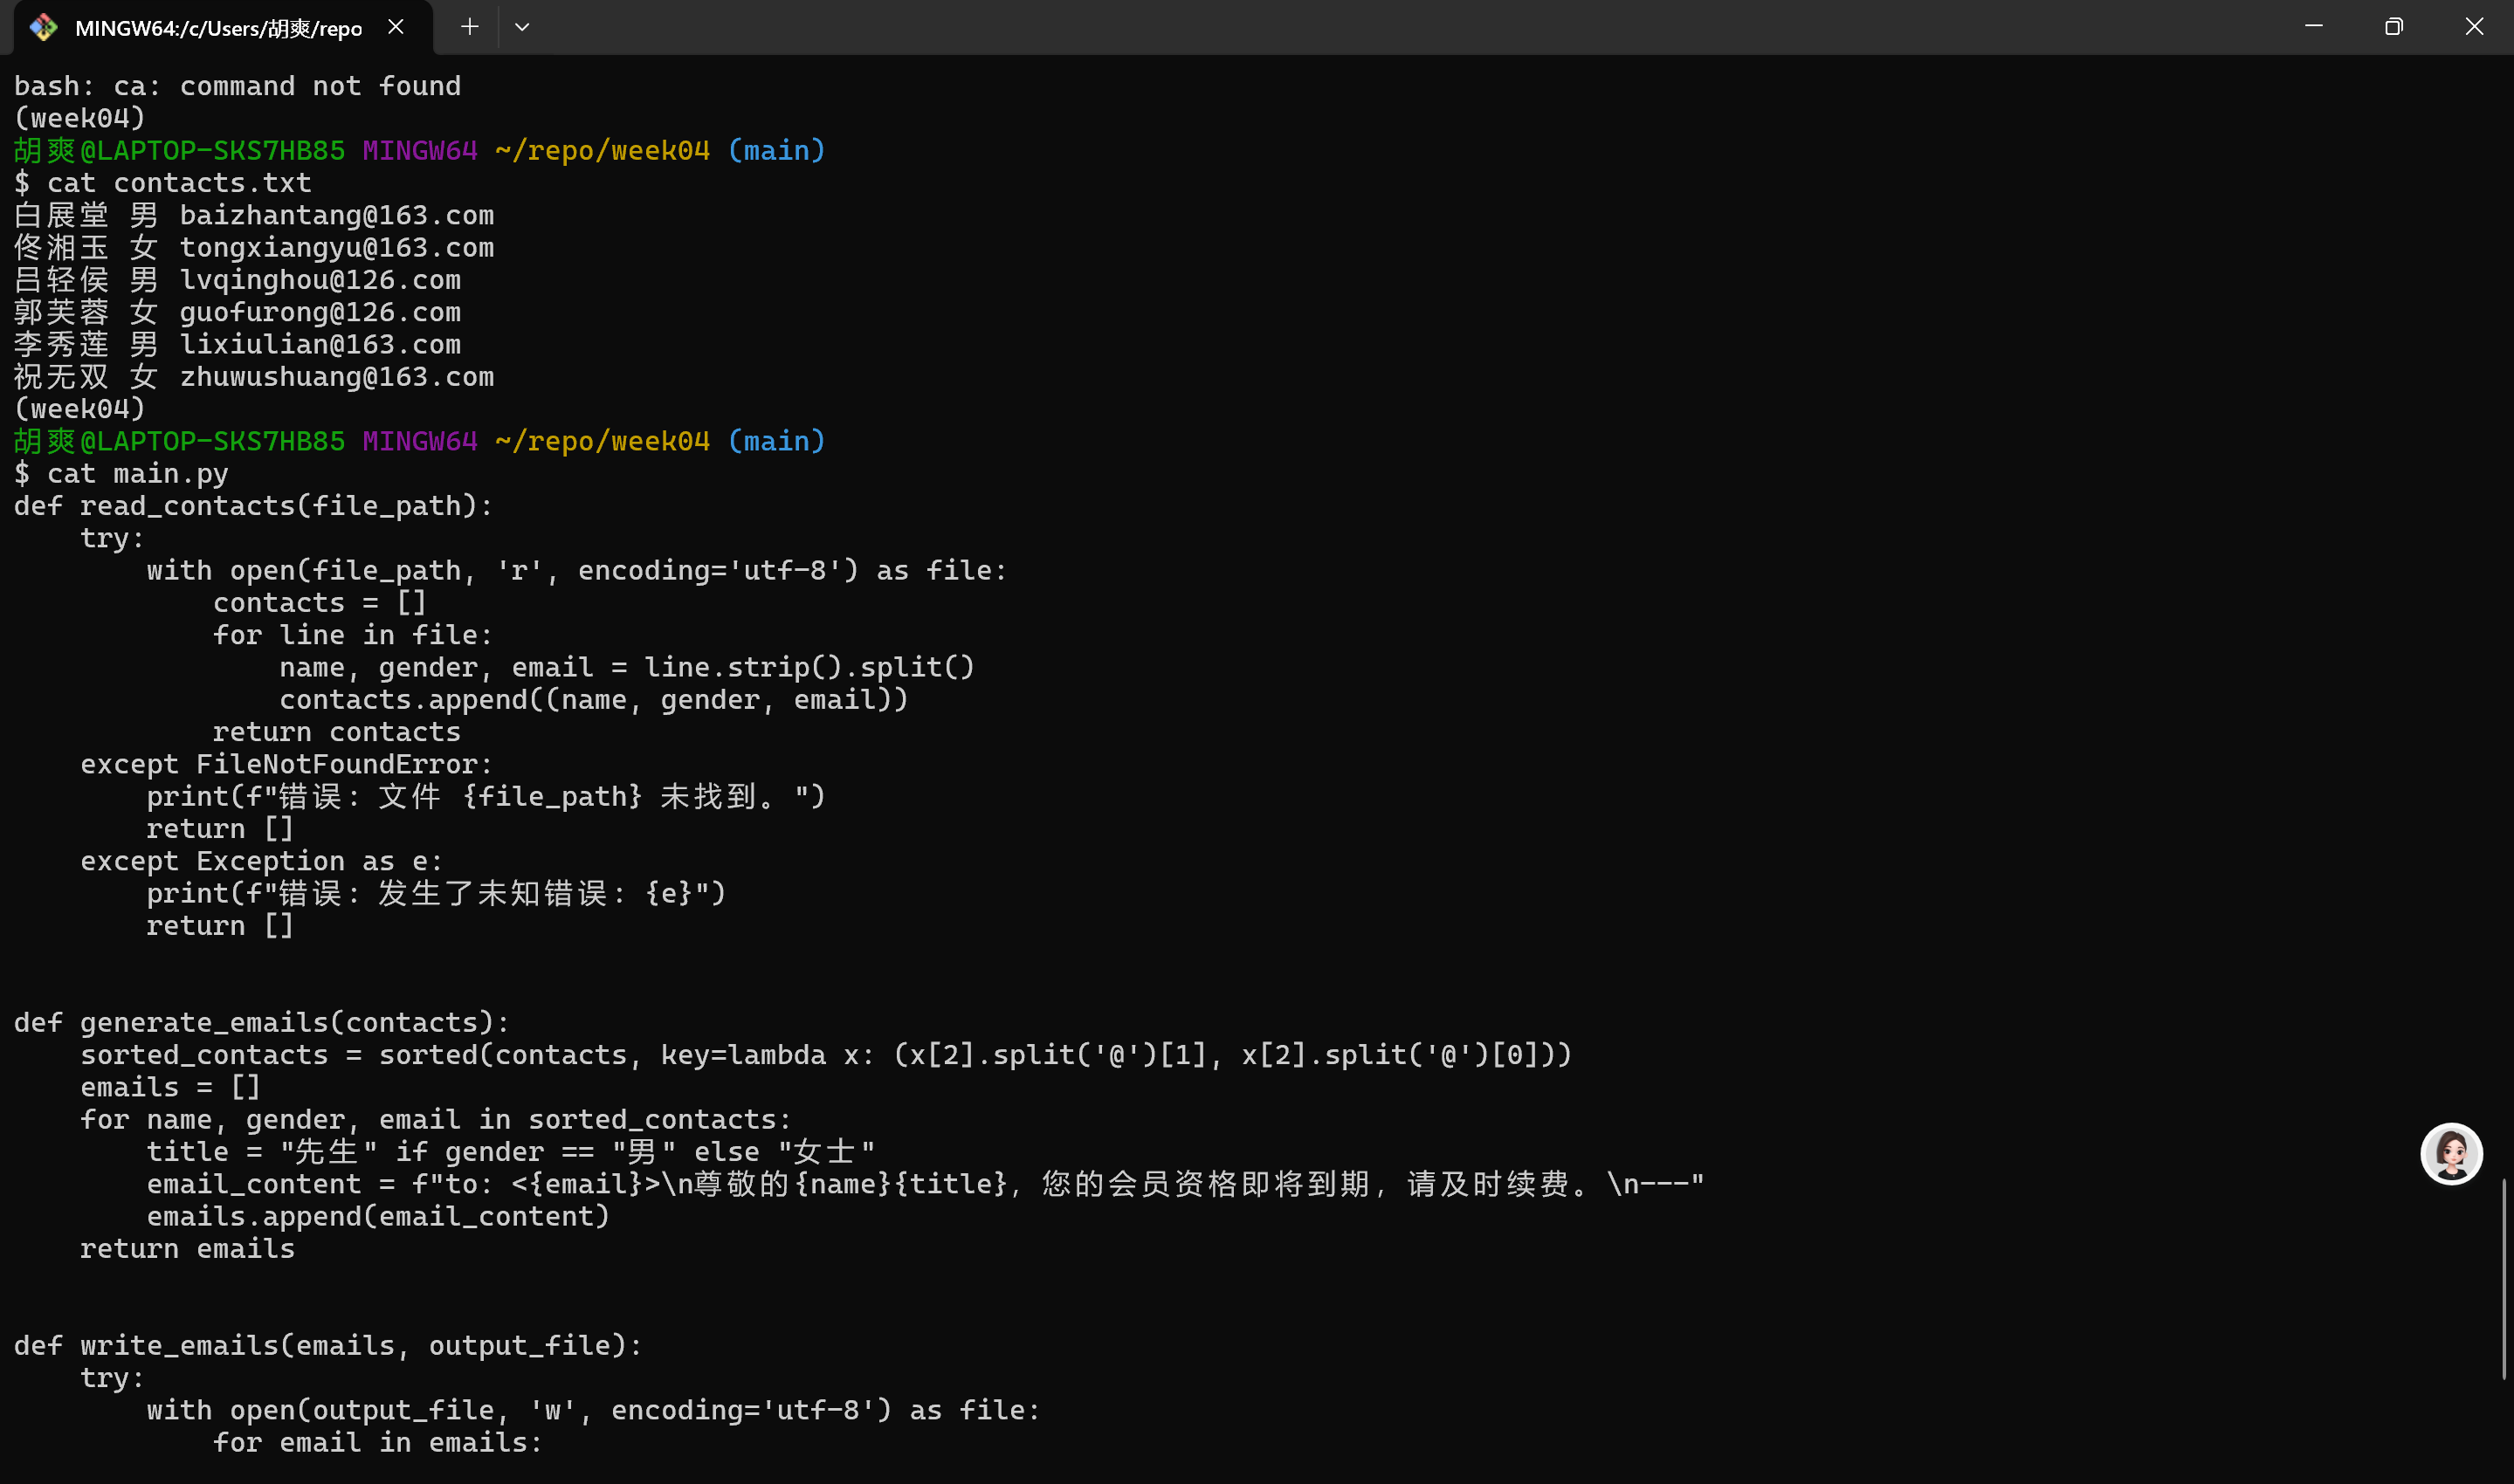 MINGW64:/c/Users/胡爽/repo
bash: ca: command not found
(week04)
胡爽@LAPTOP-SKS7HB85 MINGW64 ~/repo/week04 (main)
$ cat contacts.txt
白展堂 男 baizhantang@163.com
佟湘玉 女 tongxiangyu@163.com
吕轻侯 男 lvqinghou@126.com
郭芙蓉 女 guofurong@126.com
李秀莲 男 lixiulian@163.com
祝无双 女 zhuwushuang@163.com
(week04)
胡爽@LAPTOP-SKS7HB85 MINGW64 ~/repo/week04 (main)
$ cat main.py
def read_contacts(file_path):
    try:
        with open(file_path, 'r', encoding='utf-8') as file:
            contacts = []
            for line in file:
                name, gender, email = line.strip().split()
                contacts.append((name, gender, email))
            return contacts
    except FileNotFoundError:
        print(f"错误：文件 {file_path} 未找到。")
        return []
    except Exception as e:
        print(f"错误：发生了未知错误：{e}")
        return []
def generate_emails(contacts):
    sorted_contacts = sorted(contacts, key=lambda x: (x[2].split('@')[1], x[2].split('@')[0]))
    emails = []
    for name, gender, email in sorted_contacts:
        title = "先生" if gender == "男" else "女士"
        email_content = f"to: <{email}>\n尊敬的{name}{title}，您的会员资格即将到期，请及时续费。\n---"
        emails.append(email_content)
    return emails
def write_emails(emails, output_file):
    try:
        with open(output_file, 'w', encoding='utf-8') as file:
            for email in emails: